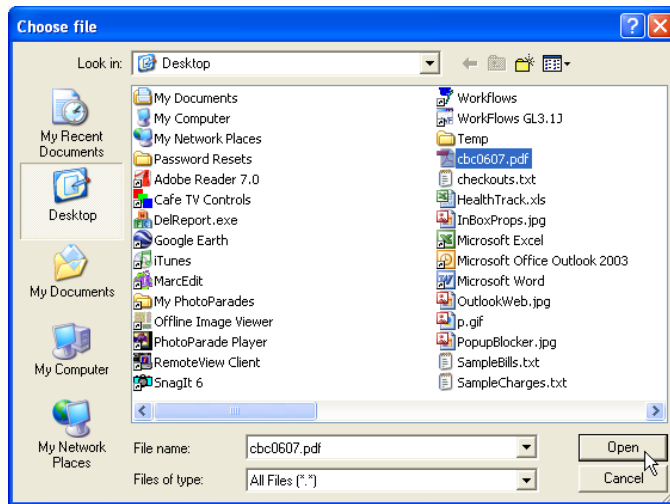 Choose file
Look in: Desktop
My Recent
Documents
Desktop
My Documents
My Computer
My Network
Places
My Documents
My Computer
My Network Places
Password Resets
Adobe Reader 7.0
Cafe TV Controls
DelReport.exe
Google Earth
iTunes
MarcEdit
My PhotoParades
Offline Image Viewer
PhotoParade Player
RemoteView Client
SnagIt 6
Workflows
WorkFlows GL3.1J
Temp
cbc0607.pdf
checkouts.txt
HealthTrack.xls
InBoxProps.jpg
Microsoft Excel
Microsoft Office Outlook 2003
Microsoft Word
OutlookWeb.jpg
p.gif
PopupBlocker.jpg
SampleBills.txt
SampleCharges.txt
File name: cbc0607.pdf Open
Files of type: All Files (*.*) Cancel